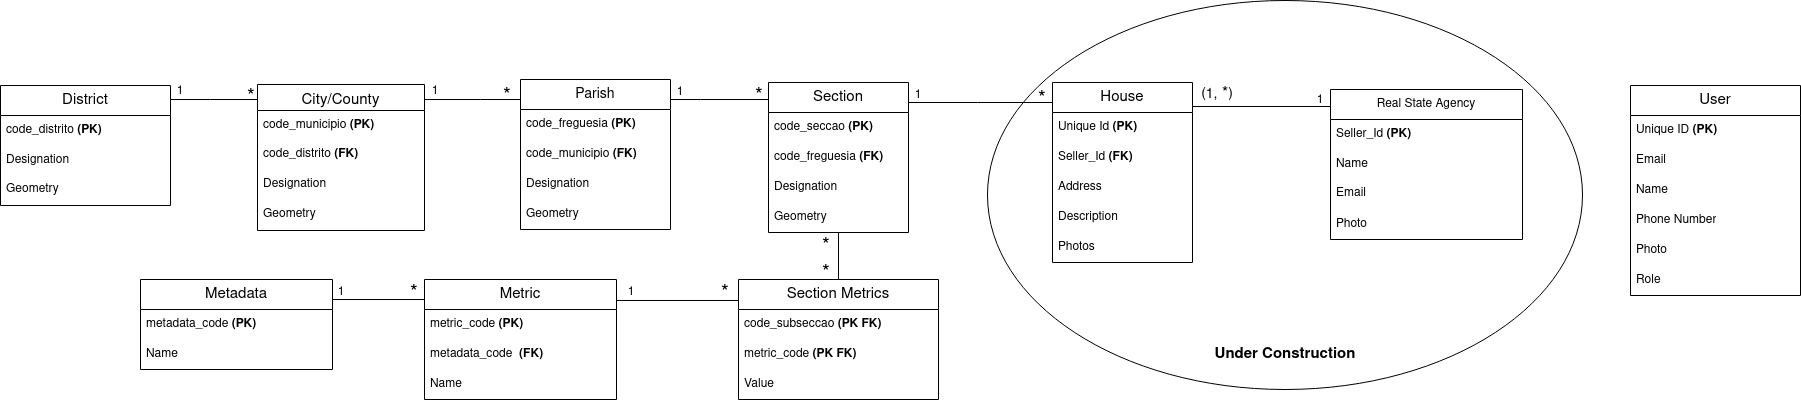 District
code_distrito (PK)
Designation
Geometry
1
*
City/County
code_municipio (PK)
code_distrito (FK)
Designation
Geometry
1
*
Parish
code_freguesia (PK)
code_municipio (FK)
Designation
Geometry
1
*
Section
code_seccao (PK)
code_freguesia (FK)
Designation
Geometry
1
*
House
Unique Id (PK)
Seller_Id (FK)
Address
Description
Photos
(1, *)
1
Real State Agency
Seller_Id (PK)
Name
Email
Photo
Under Construction
User
Unique ID (PK)
Email
Name
Phone Number
Photo
Role
*
*
Metadata
metadata_code (PK)
Name
1
*
Metric
metric_code (PK)
metadata_code (FK)
Name
1
*
Section Metrics
code_subseccao (PK FK)
metric_code (PK FK)
Value